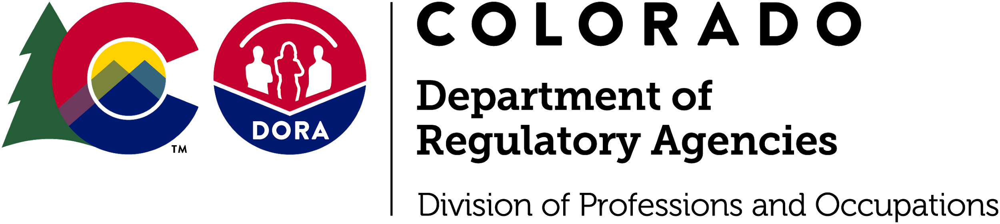 TM
DORA
COLORADO
Department of
Regulatory Agencies
Division of Professions and Occupations